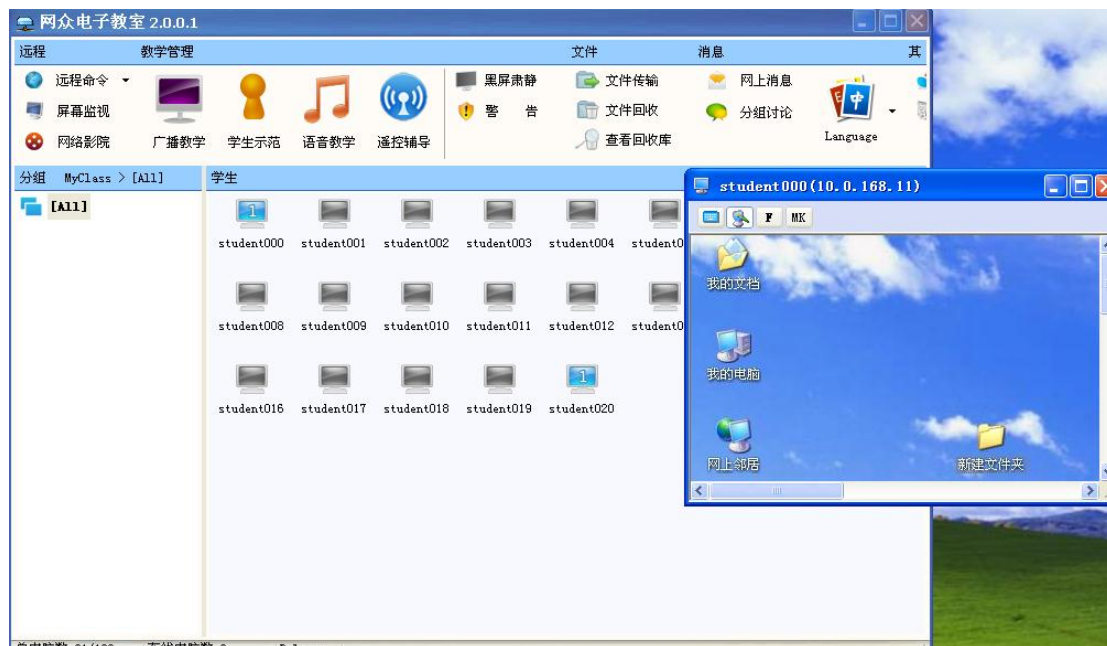 网众电子教室 2.0.0.1
远程 教学管理 文件 消息 其
远程命令
屏幕监视
网络影院
广播教学 学生示范 语音教学 遥控辅导
黑屏肃静
警 告
文件传输
文件回收
查看回收库
网上消息
分组讨论
Language
分组 MyClass > [All]
学生
[All]
student000 student001 student002 student003 student004 student0
student008 student009 student010 student011 student012 student0
student016 student017 student018 student019 student020
student000(10.0.168.11)
F MK
我的文档
我的电脑
网上邻居
新建文件夹